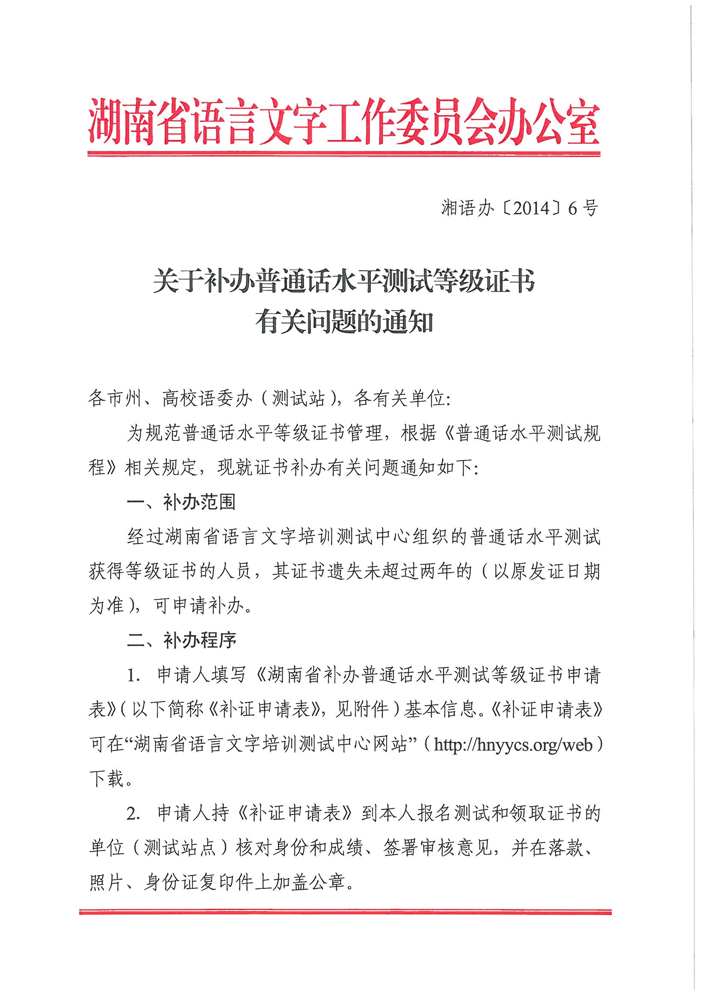 湖南省语言文字工作委员会办公室
湘语办〔2014〕6号
关于补办普通话水平测试等级证书
有关问题的通知
各市州、高校语委办（测试站），各有关单位：
为规范普通话水平等级证书管理，根据《普通话水平测试规
程》相关规定，现就证书补办有关问题通知如下：
一、补办范围
经过湖南省语言文字培训测试中心组织的普通话水平测试
获得等级证书的人员，其证书遗失未超过两年的（以原发证日期
为准），可申请补办。
二、补办程序
1. 申请人填写《湖南省补办普通话水平测试等级证书申请
表》（以下简称《补证申请表》，见附件）基本信息。《补证申请表》
可在“湖南省语言文字培训测试中心网站”（http://hnyycs.org/web）
下载。
2. 申请人持《补证申请表》到本人报名测试和领取证书的
单位（测试站点）核对身份和成绩、签署审核意见，并在落款、
照片、身份证复印件上加盖公章。